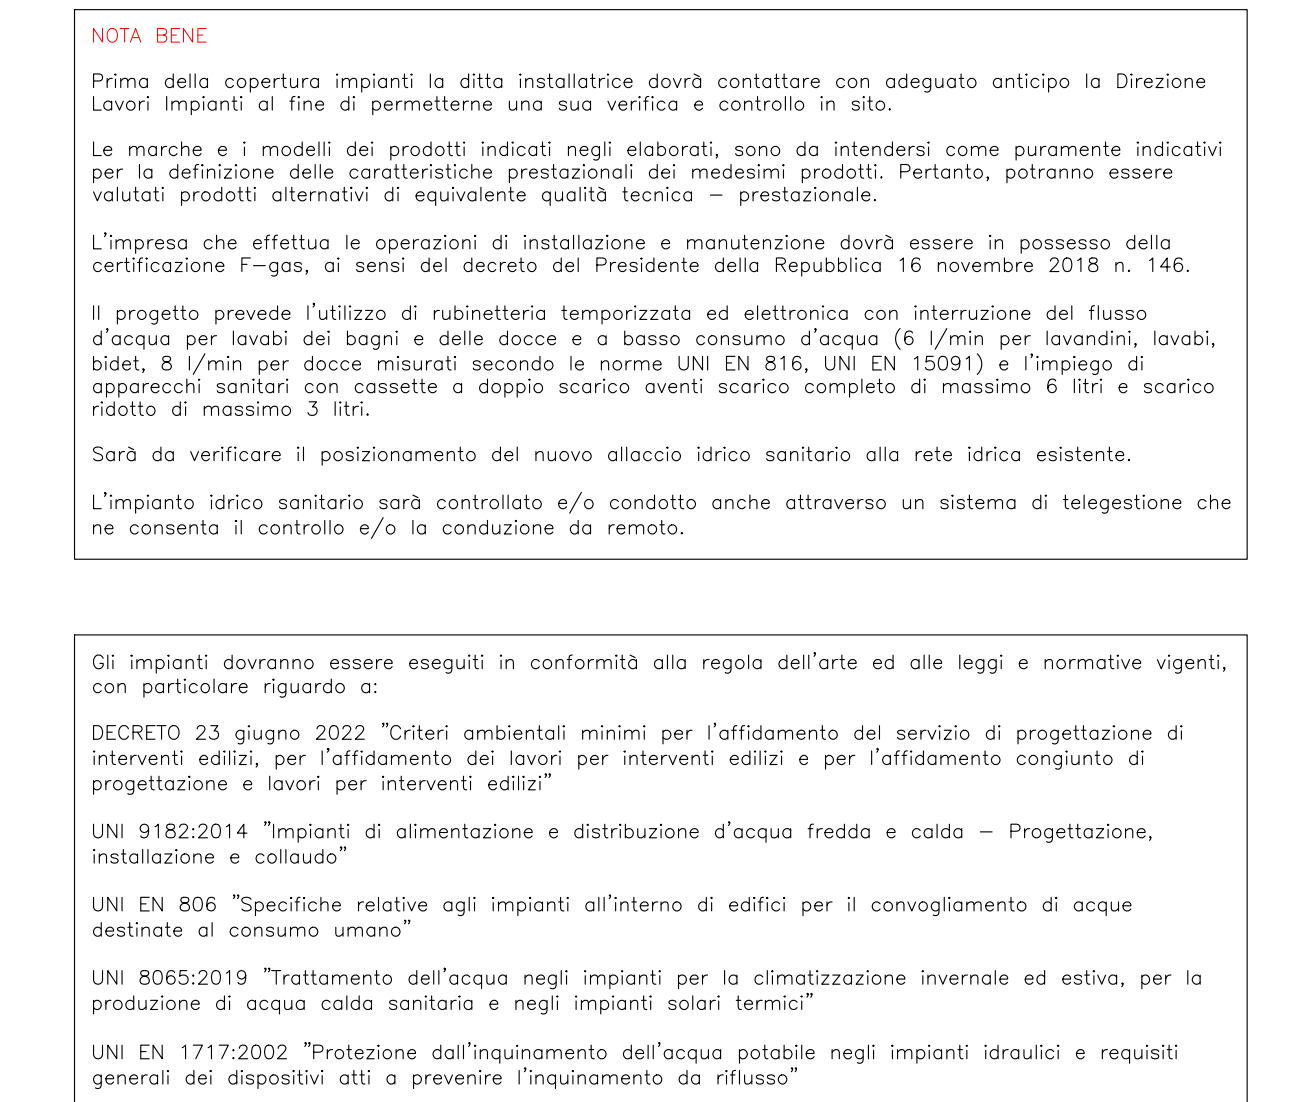 NOTA BENE
Prima della copertura impianti la ditta installatrice dovrà contattare con adeguato anticipo la Direzione
Lavori Impianti al fine di permetterne una sua verifica e controllo in sito.
Le marche e i modelli dei prodotti indicati negli elaborati, sono da intendersi come puramente indicativi
per la definizione delle caratteristiche prestazionali dei medesimi prodotti. Pertanto, potranno essere
valutati prodotti alternativi di equivalente qualità tecnica – prestazionale.
L'impresa che effettua le operazioni di installazione e manutenzione dovrà essere in possesso della
certificazione F–gas, ai sensi del decreto del Presidente della Repubblica 16 novembre 2018 n. 146.
Il progetto prevede l'utilizzo di rubinetteria temporizzata ed elettronica con interruzione del flusso
d'acqua per lavabi dei bagni e delle docce e a basso consumo d'acqua (6 l/min per lavandini, lavabi,
bidet, 8 l/min per docce misurati secondo le norme UNI EN 816, UNI EN 15091) e l'impiego di
apparecchi sanitari con cassette a doppio scarico aventi scarico completo di massimo 6 litri e scarico
ridotto di massimo 3 litri.
Sarà da verificare il posizionamento del nuovo allaccio idrico sanitario alla rete idrica esistente.
L'impianto idrico sanitario sarà controllato e/o condotto anche attraverso un sistema di telegestione che
ne consenta il controllo e/o la conduzione da remoto.
Gli impianti dovranno essere eseguiti in conformità alla regola dell'arte ed alle leggi e normative vigenti,
con particolare riguardo a:
DECRETO 23 giugno 2022 "Criteri ambientali minimi per l'affidamento del servizio di progettazione di
interventi edilizi, per l'affidamento dei lavori per interventi edilizi e per l'affidamento congiunto di
progettazione e lavori per interventi edilizi"
UNI 9182:2014 "Impianti di alimentazione e distribuzione d'acqua fredda e calda – Progettazione,
installazione e collaudo"
UNI EN 806 "Specifiche relative agli impianti all'interno di edifici per il convogliamento di acque
destinate al consumo umano"
UNI 8065:2019 "Trattamento dell'acqua negli impianti per la climatizzazione invernale ed estiva, per la
produzione di acqua calda sanitaria e negli impianti solari termici"
UNI EN 1717:2002 "Protezione dall'inquinamento dell'acqua potabile negli impianti idraulici e requisiti
generali dei dispositivi atti a prevenire l'inquinamento da riflusso"